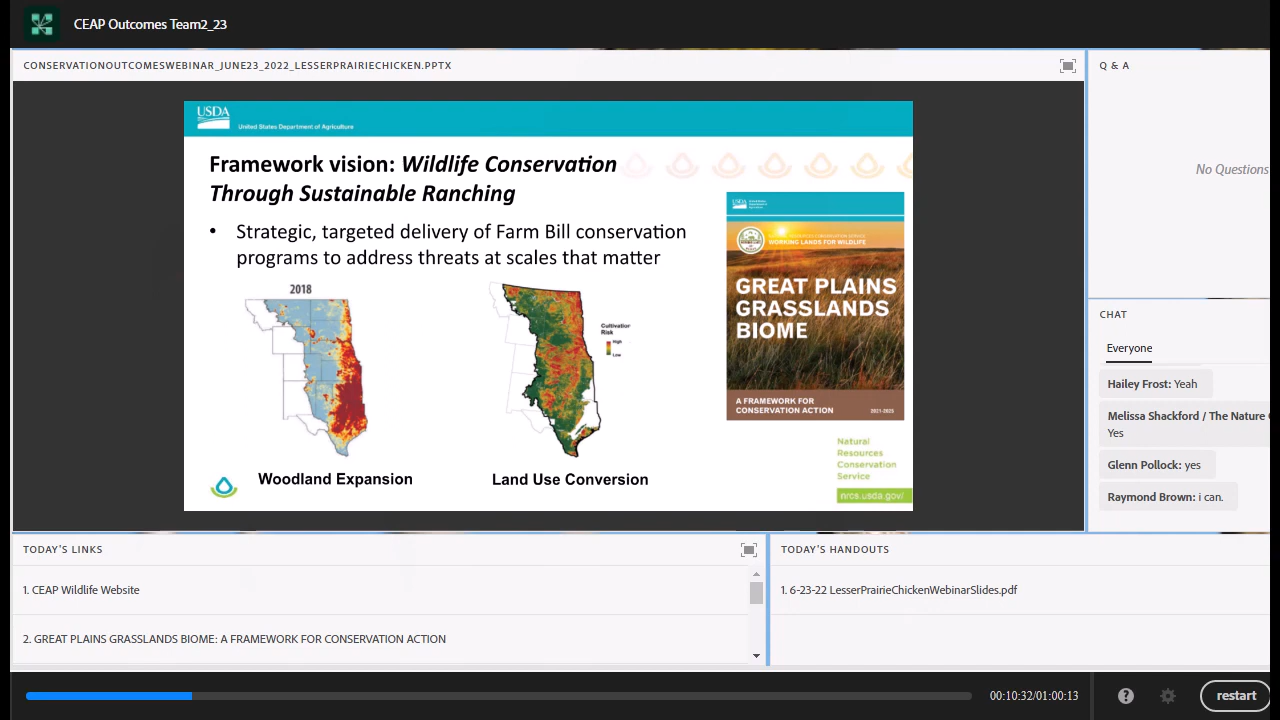 CEAP Outcomes Team2_23
CONSERVATIONOUTCOMESWEBINAR_JUNE23_2022_LESSERPRAIRIECHICKEN.PPTX
Q & A
USDA
United States Department of Agriculture
Framework vision: Wildlife Conservation
Through Sustainable Ranching
• Strategic, targeted delivery of Farm Bill conservation
programs to address threats at scales that matter
2018
Cultivation
Risk
High
Low
Woodland Expansion
Land Use Conversion
USDA
WORKING LANDS FOR WILDLIFE
GREAT PLAINS
GRASSLANDS
BIOME
A FRAMEWORK FOR
CONSERVATION ACTION
2021-2025
Natural
Resources
Conservation
Service
nrcs.usda.gov/
No Questions
CHAT
Everyone
Hailey Frost: Yeah
Melissa Shackford / The Nature
Yes
Glenn Pollock: yes
Raymond Brown: i can.
TODAY'S LINKS
1. CEAP Wildlife Website
2. GREAT PLAINS GRASSLANDS BIOME: A FRAMEWORK FOR CONSERVATION ACTION
TODAY'S HANDOUTS
1. 6-23-22 LesserPrairieChickenWebinarSlides.pdf
00:10:32/01:00:13
?
restart